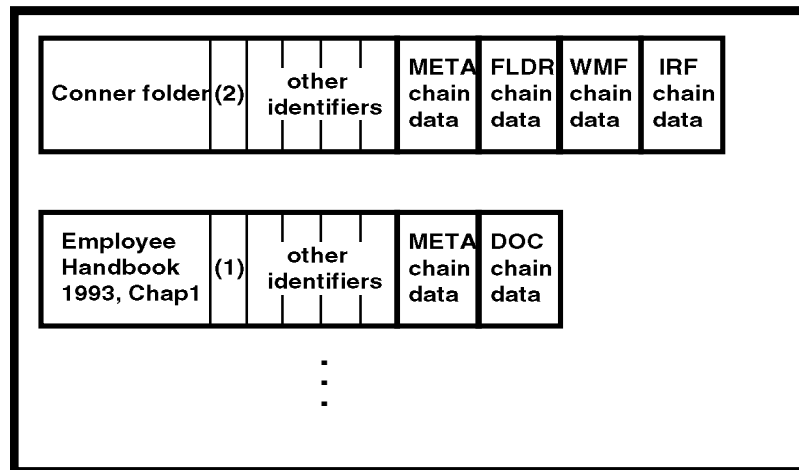 Conner folder (2) other identifiers META chain data FLDR chain data WMF chain data IRF chain data
Employee Handbook 1993, Chap1 (1) other identifiers META chain data DOC chain data